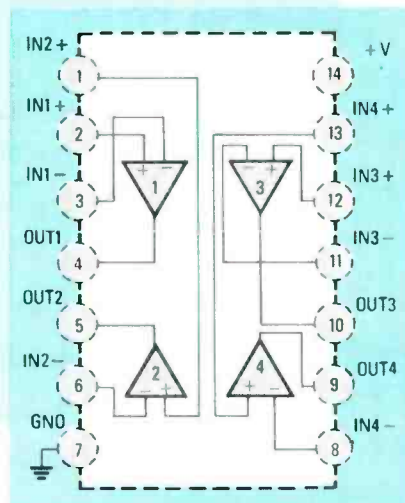 IN2+
1
IN1+
2
IN1-
3
OUT1
4
OUT2
5
IN2-
6
GND
7
+ - 1
- + 2
+V
14
IN4+
13
IN3+
12
IN3-
11
OUT3
10
OUT4
9
IN4-
8
- + 3
+ - 4